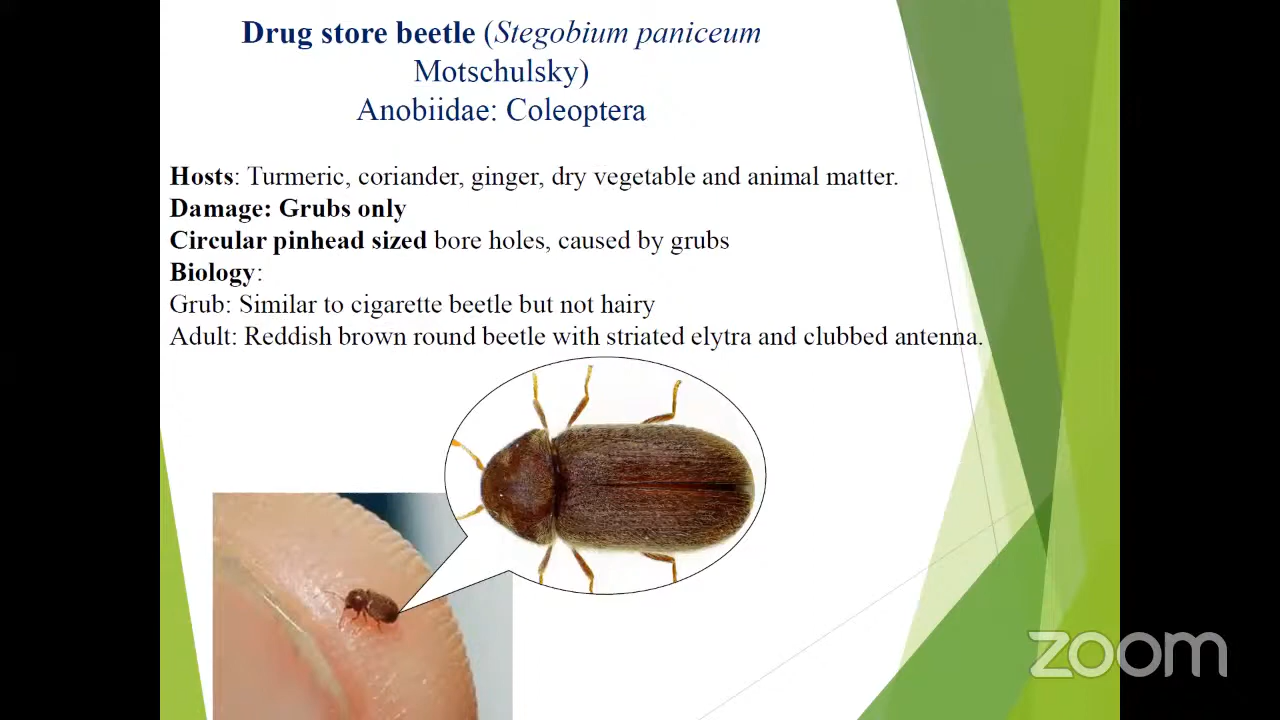 Drug store beetle (Stegobium paniceum
Motschulsky)
Anobiidae: Coleoptera
Hosts: Turmeric, coriander, ginger, dry vegetable and animal matter.
Damage: Grubs only
Circular pinhead sized bore holes, caused by grubs
Biology:
Grub: Similar to cigarette beetle but not hairy
Adult: Reddish brown round beetle with striated elytra and clubbed antenna.
zoom